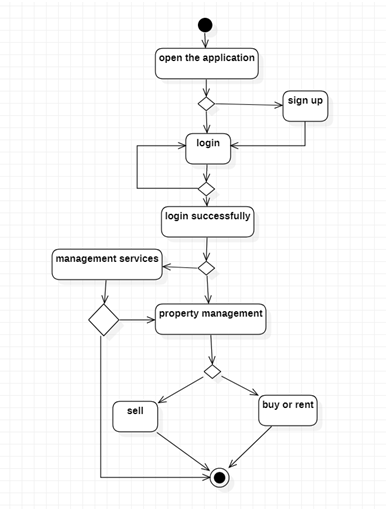 open the application
sign up
login
login successfully
management services
property management
sell
buy or rent